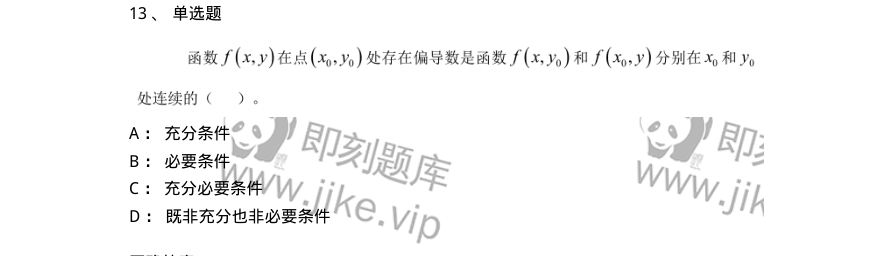 13 、 单选题
函数 f(x,y) 在点 (x₀,y₀) 处存在偏导数是函数 f(x,y₀) 和 f(x₀,y) 分别在 x₀ 和 y₀
处连续的（　　）。
A ： 充分条件
B ： 必要条件
C ： 充分必要条件
D ： 既非充分也非必要条件
即刻题库
www.jike.vip
即
www.jik